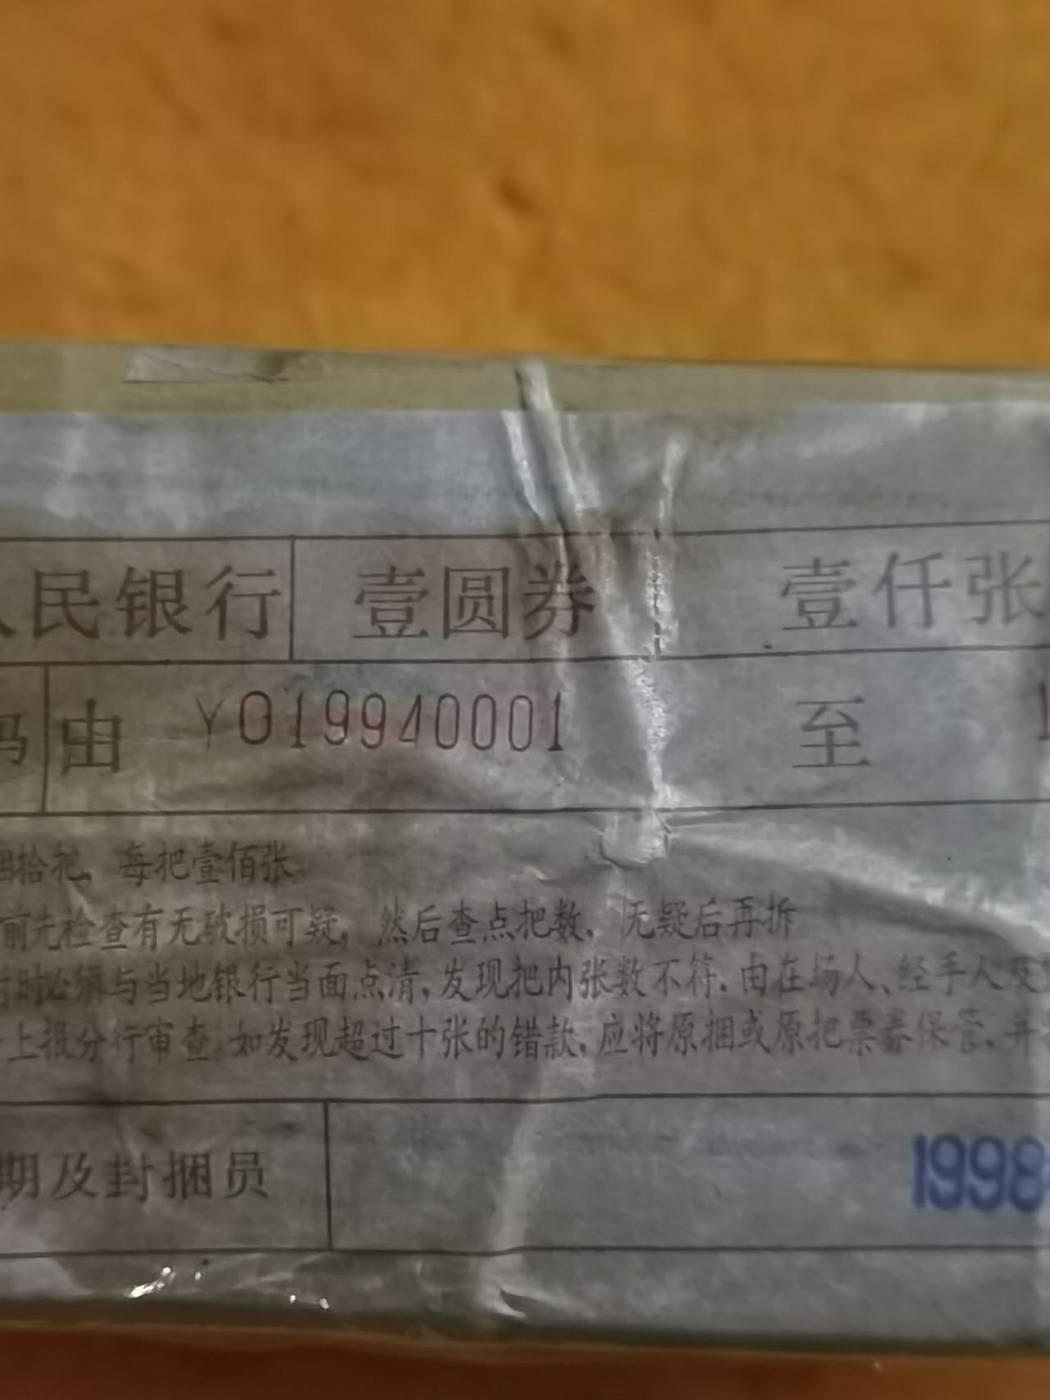 人民银行 壹圆券 壹仟张
码 由 Y019940001 至 1
捆拾把，每把壹佰张
前先检查有无破损可疑，然后查点把数，无疑后再拆
时必须与当地银行当面点清，发现把内张数不符，由在场人、经手人及
上报分行审查，如发现超过十张的错款，应将原捆或原把票券保管，并
期及封捆员 1998